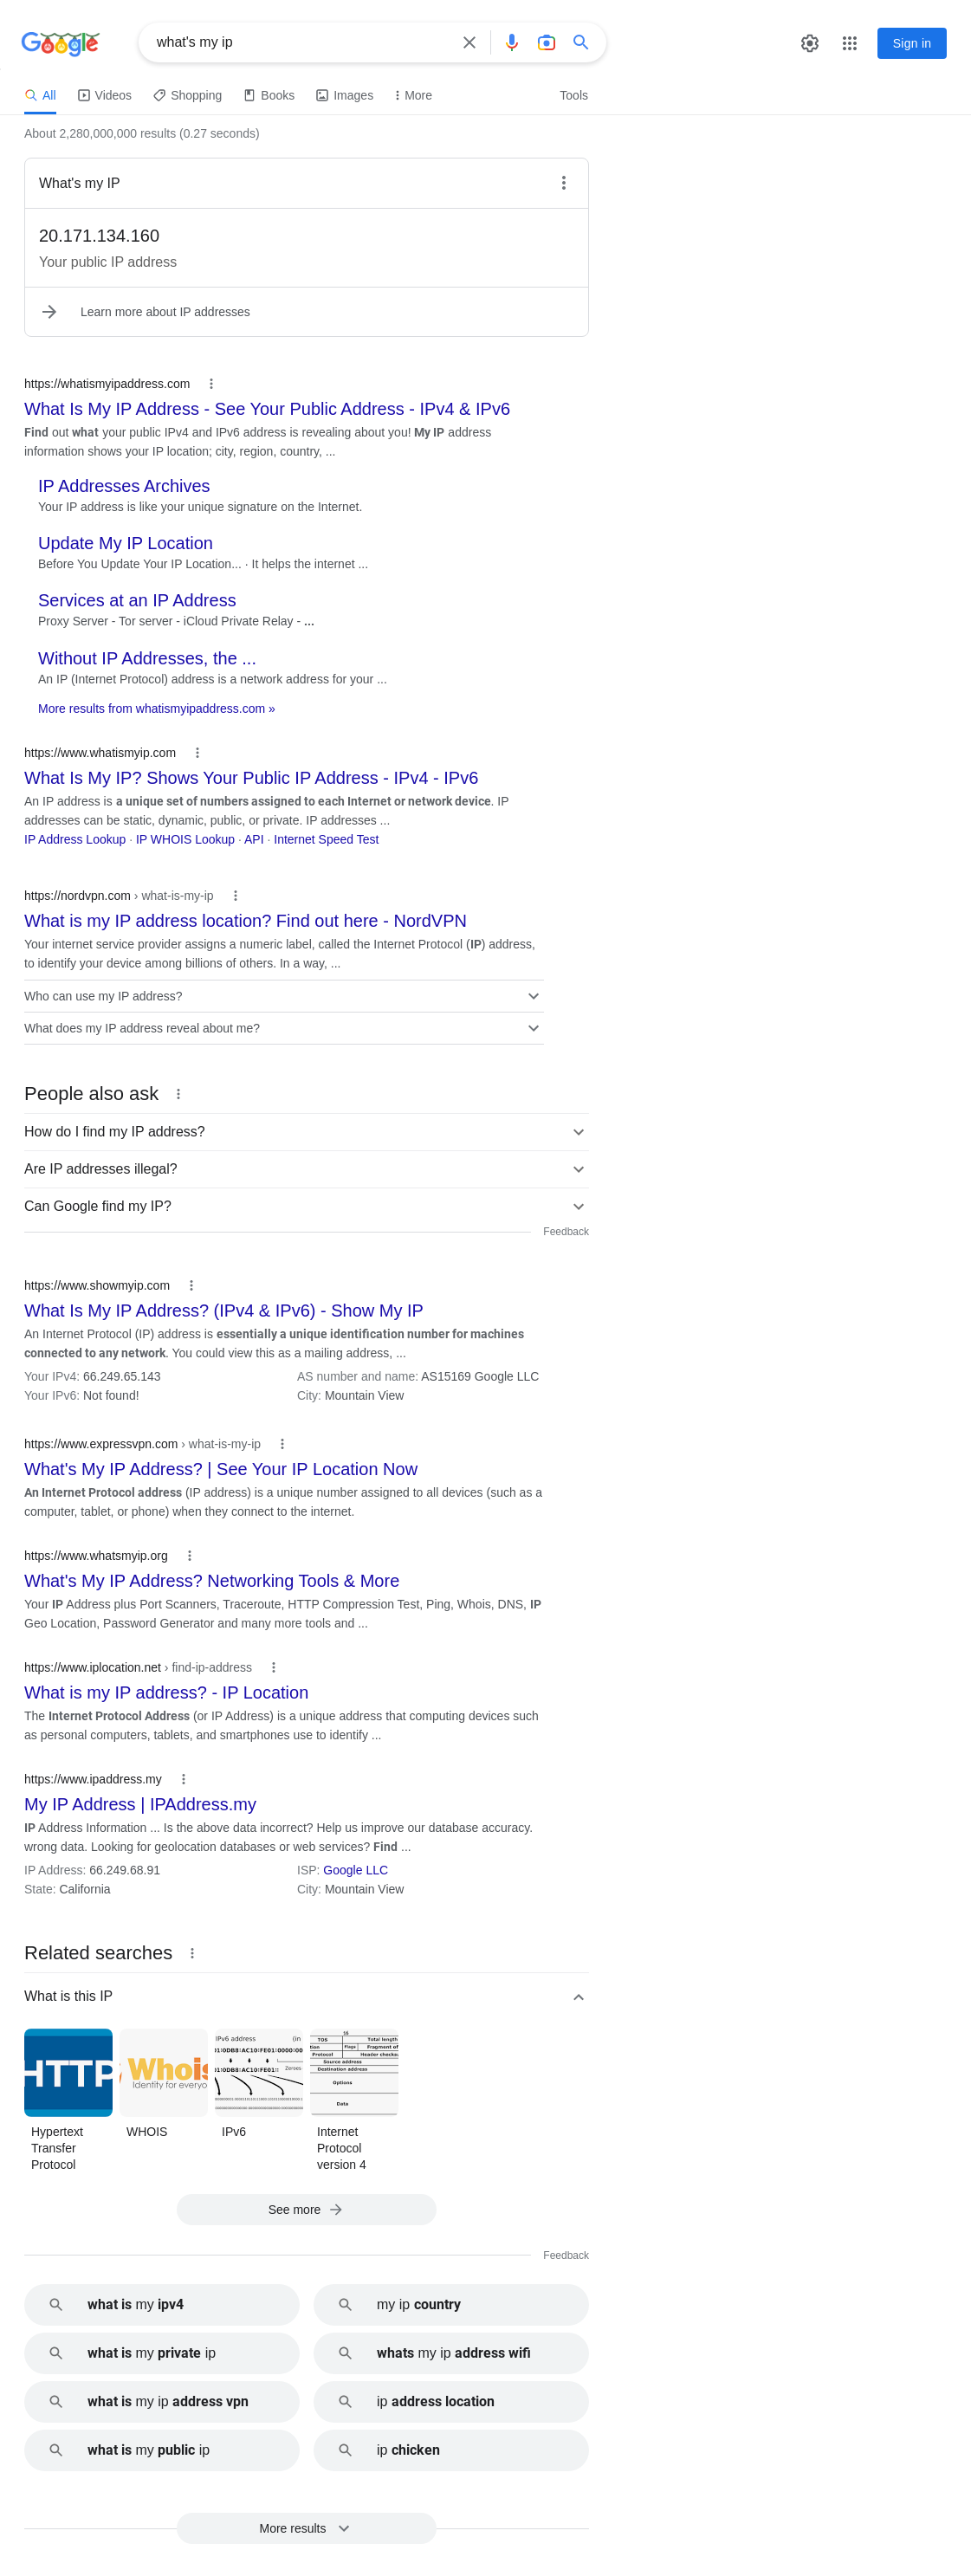 Google
what's my ip
Sign in
All Videos Shopping Books Images More Tools
About 2,280,000,000 results (0.27 seconds)
What's my IP
20.171.134.160
Your public IP address
Learn more about IP addresses
https://whatismyipaddress.com
What Is My IP Address - See Your Public Address - IPv4 & IPv6
Find out what your public IPv4 and IPv6 address is revealing about you! My IP address
information shows your IP location; city, region, country, ...
IP Addresses Archives
Your IP address is like your unique signature on the Internet.
Update My IP Location
Before You Update Your IP Location... · It helps the internet ...
Services at an IP Address
Proxy Server - Tor server - iCloud Private Relay - ...
Without IP Addresses, the ...
An IP (Internet Protocol) address is a network address for your ...
More results from whatismyipaddress.com »
https://www.whatismyip.com
What Is My IP? Shows Your Public IP Address - IPv4 - IPv6
An IP address is a unique set of numbers assigned to each Internet or network device. IP
addresses can be static, dynamic, public, or private. IP addresses ...
IP Address Lookup · IP WHOIS Lookup · API · Internet Speed Test
https://nordvpn.com › what-is-my-ip
What is my IP address location? Find out here - NordVPN
Your internet service provider assigns a numeric label, called the Internet Protocol (IP) address,
to identify your device among billions of others. In a way, ...
Who can use my IP address?
What does my IP address reveal about me?
People also ask
How do I find my IP address?
Are IP addresses illegal?
Can Google find my IP?
Feedback
https://www.showmyip.com
What Is My IP Address? (IPv4 & IPv6) - Show My IP
An Internet Protocol (IP) address is essentially a unique identification number for machines
connected to any network. You could view this as a mailing address, ...
Your IPv4: 66.249.65.143 AS number and name: AS15169 Google LLC
Your IPv6: Not found! City: Mountain View
https://www.expressvpn.com › what-is-my-ip
What's My IP Address? | See Your IP Location Now
An Internet Protocol address (IP address) is a unique number assigned to all devices (such as a
computer, tablet, or phone) when they connect to the internet.
https://www.whatsmyip.org
What's My IP Address? Networking Tools & More
Your IP Address plus Port Scanners, Traceroute, HTTP Compression Test, Ping, Whois, DNS, IP
Geo Location, Password Generator and many more tools and ...
https://www.iplocation.net › find-ip-address
What is my IP address? - IP Location
The Internet Protocol Address (or IP Address) is a unique address that computing devices such
as personal computers, tablets, and smartphones use to identify ...
https://www.ipaddress.my
My IP Address | IPAddress.my
IP Address Information ... Is the above data incorrect? Help us improve our database accuracy.
wrong data. Looking for geolocation databases or web services? Find ...
IP Address: 66.249.68.91 ISP: Google LLC
State: California City: Mountain View
Related searches
What is this IP
HTTP
Whois
Identity for everyo
IPv6 address (in
Zeroes
TOS Total length
Flags Fragment of
Protocol Header checks
Source address
Destination address
Options
Data
Hypertext
Transfer
Protocol
WHOIS
IPv6
Internet
Protocol
version 4
See more
Feedback
what is my ipv4
my ip country
what is my private ip
whats my ip address wifi
what is my ip address vpn
ip address location
what is my public ip
ip chicken
More results